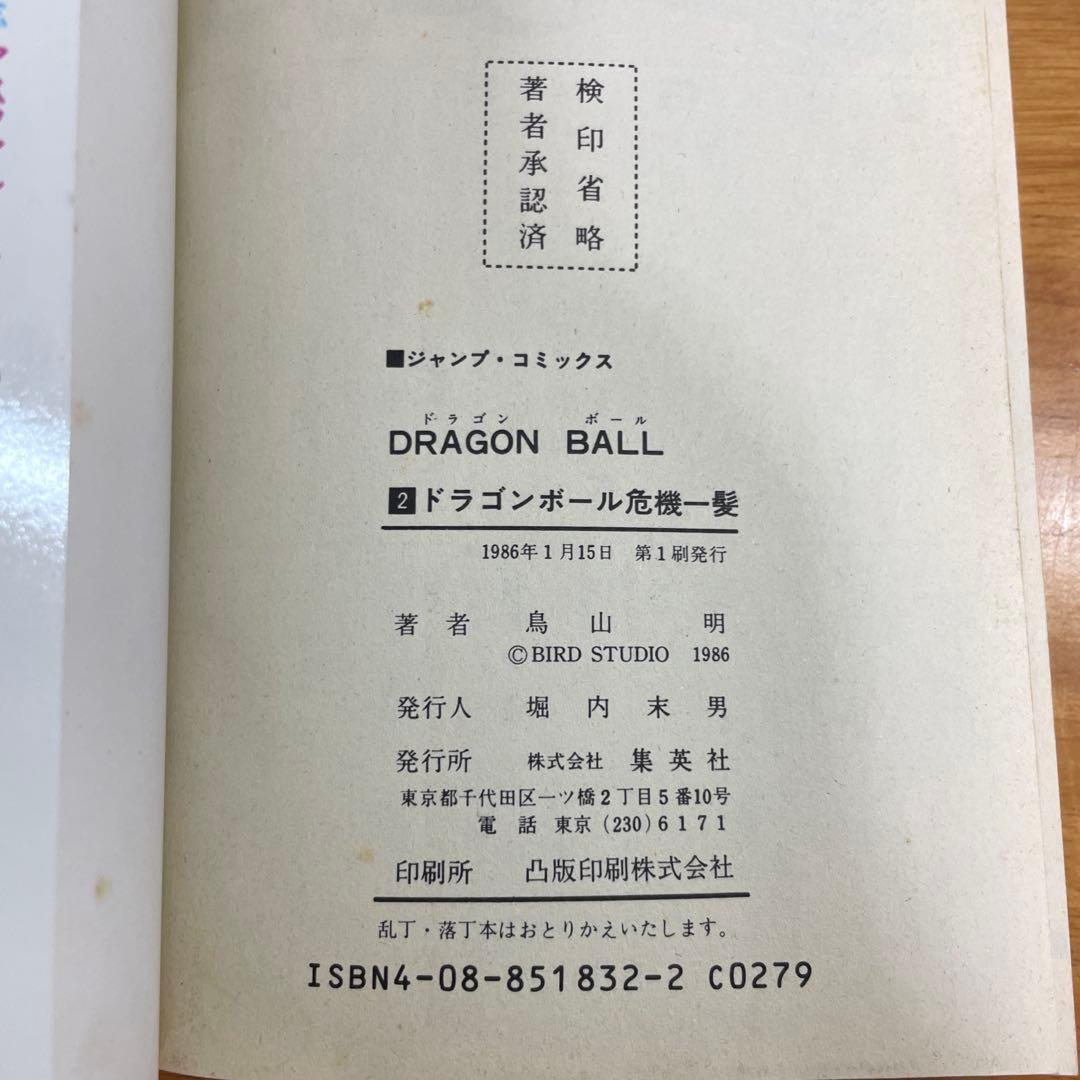 検印省略
著者承認済
■ジャンプ・コミックス
ドラゴン ボール
DRAGON BALL
2 ドラゴンボール危機一髪
1986年1月15日 第1刷発行
著者 鳥山 明
©BIRD STUDIO 1986
発行人 堀内末男
発行所 株式会社 集英社
東京都千代田区一ツ橋2丁目5番10号
電話 東京(230)6171
印刷所 凸版印刷株式会社
乱丁・落丁本はおとりかえいたします。
ISBN4-08-851832-2 C0279